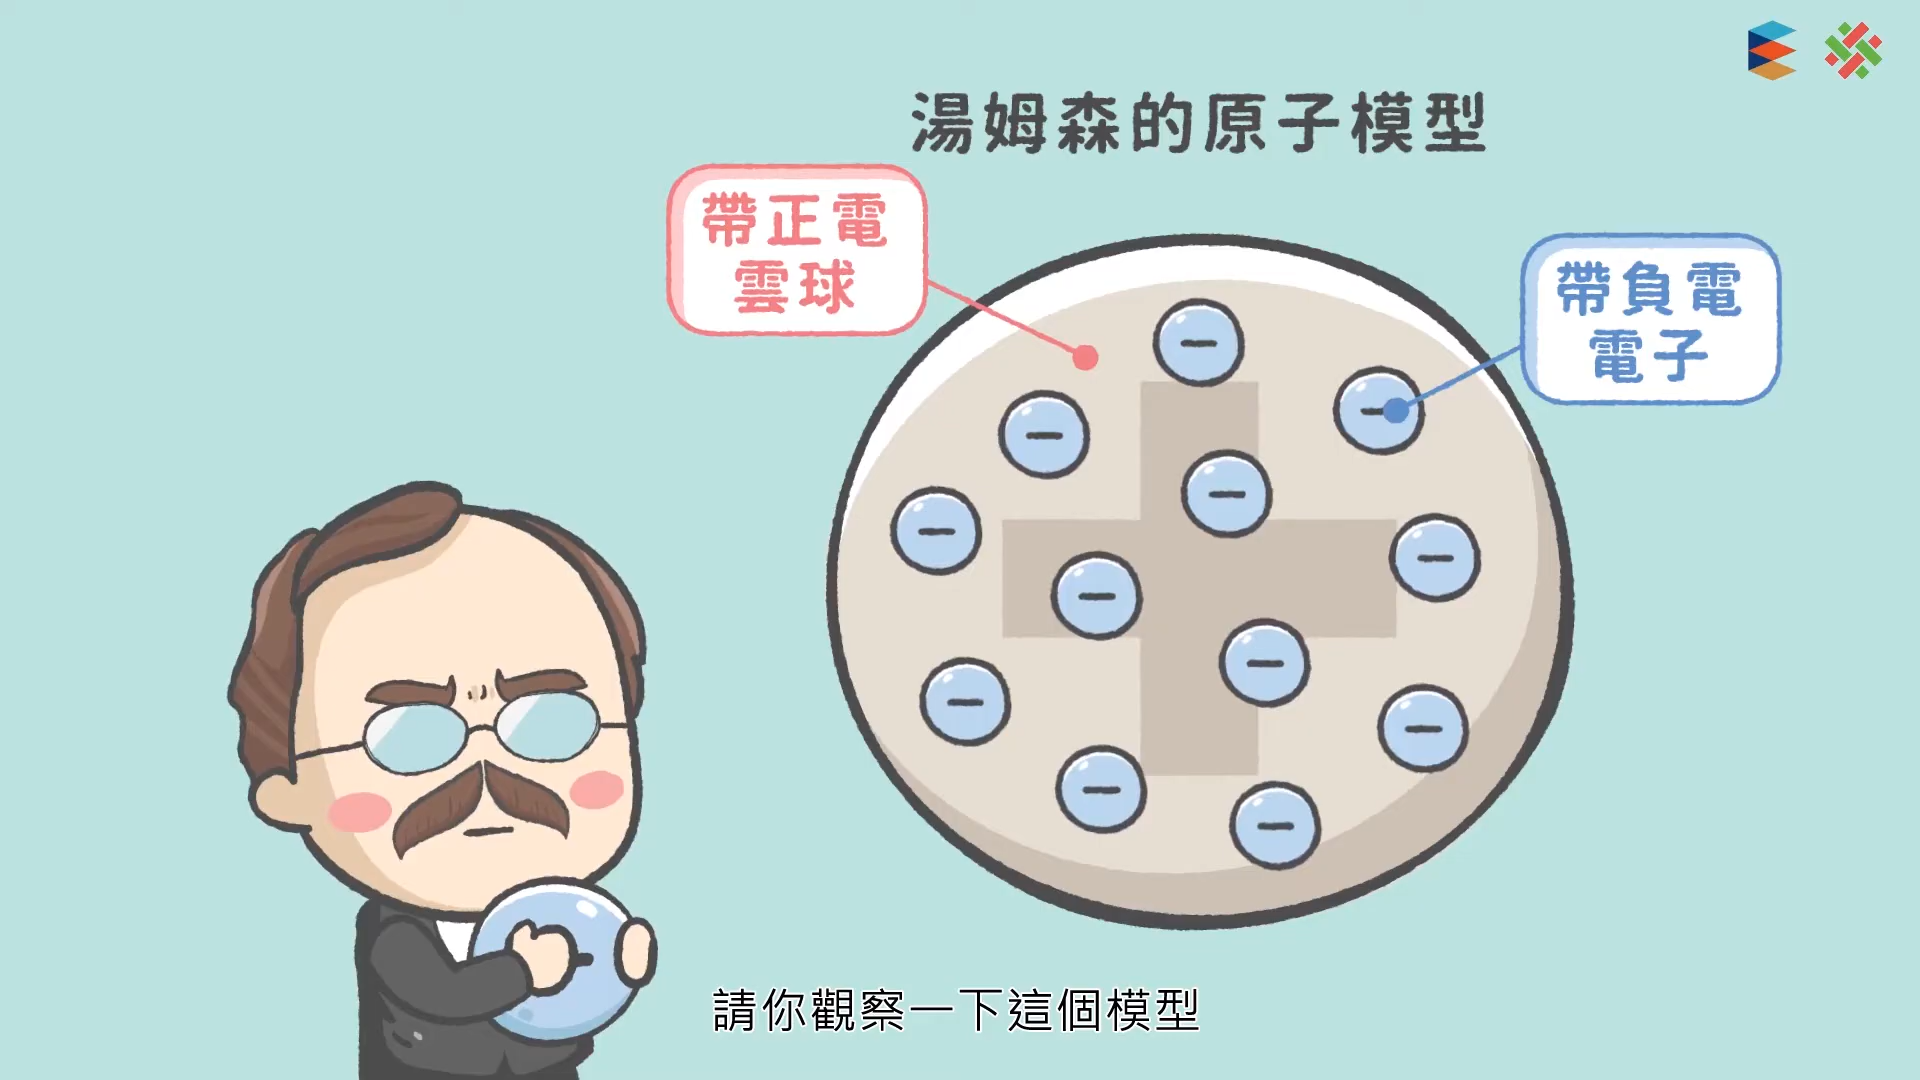 湯姆森的原子模型
帶正電
雲球
帶負電
電子
請你觀察一下這個模型